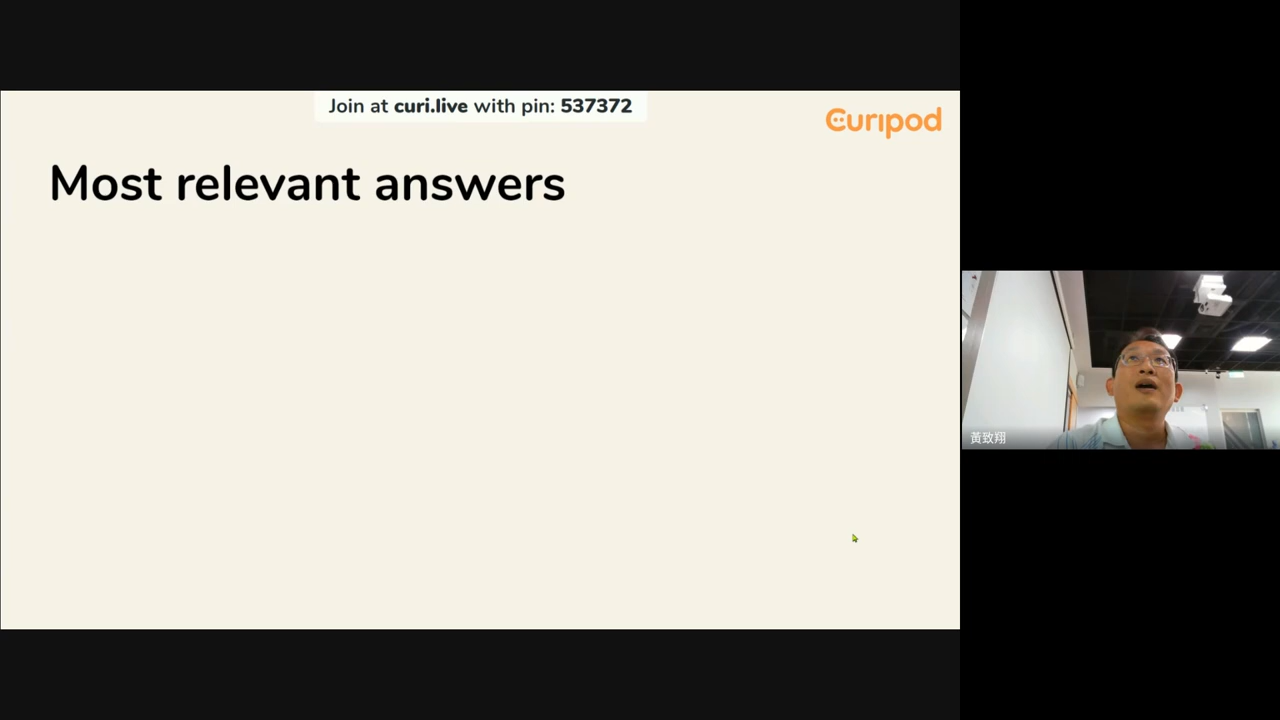 Join at curi.live with pin: 537372
Curipod
Most relevant answers
黃致翔